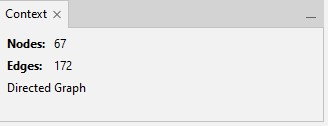 Context
Nodes: 67
Edges: 172
Directed Graph